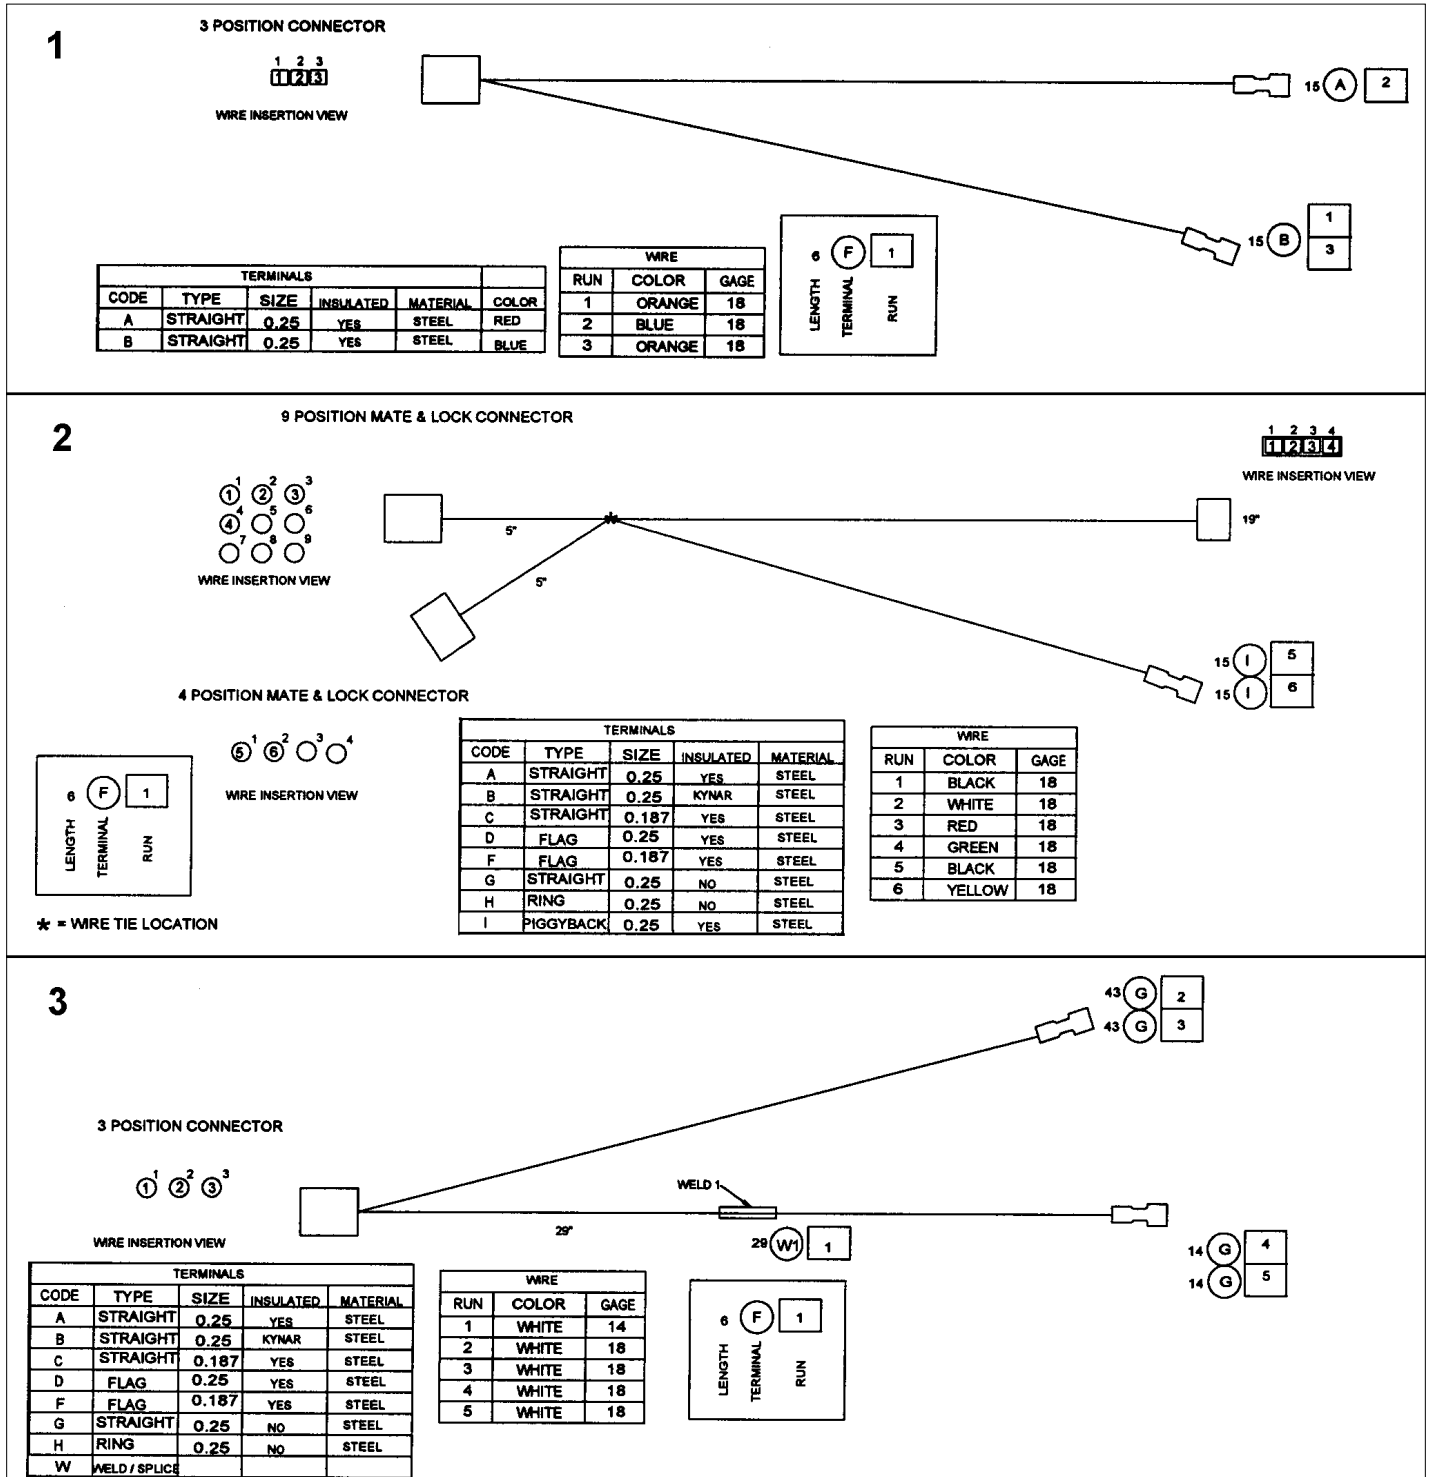 1
3 POSITION CONNECTOR
1 2 3
1 2 3
WIRE INSERTION VIEW
15 A 2
15 B 1
3
TERMINALS
CODE TYPE SIZE INSULATED MATERIAL COLOR
A STRAIGHT 0.25 YES STEEL RED
B STRAIGHT 0.25 YES STEEL BLUE
WIRE
RUN COLOR GAGE
1 ORANGE 18
2 BLUE 18
3 ORANGE 18
6 F 1
LENGTH
TERMINAL
RUN
2
9 POSITION MATE & LOCK CONNECTOR
1 2 3
1 2 3
4 5 6
4
7 8 9
WIRE INSERTION VIEW
5"
5"
1 2 3 4
1 2 3 4
WIRE INSERTION VIEW
19"
15 I 5
15 I 6
4 POSITION MATE & LOCK CONNECTOR
1 2 3 4
5 6
WIRE INSERTION VIEW
6 F 1
LENGTH
TERMINAL
RUN
* = WIRE TIE LOCATION
TERMINALS
CODE TYPE SIZE INSULATED MATERIAL
A STRAIGHT 0.25 YES STEEL
B STRAIGHT 0.25 KYNAR STEEL
C STRAIGHT 0.187 YES STEEL
D FLAG 0.25 YES STEEL
F FLAG 0.187 YES STEEL
G STRAIGHT 0.25 NO STEEL
H RING 0.25 NO STEEL
I PIGGYBACK 0.25 YES STEEL
WIRE
RUN COLOR GAGE
1 BLACK 18
2 WHITE 18
3 RED 18
4 GREEN 18
5 BLACK 18
6 YELLOW 18
3
43 G 2
43 G 3
3 POSITION CONNECTOR
1 2 3
1 2 3
WIRE INSERTION VIEW
WELD 1
29"
29 W1 1
14 G 4
14 G 5
TERMINALS
CODE TYPE SIZE INSULATED MATERIAL
A STRAIGHT 0.25 YES STEEL
B STRAIGHT 0.25 KYNAR STEEL
C STRAIGHT 0.187 YES STEEL
D FLAG 0.25 YES STEEL
F FLAG 0.187 YES STEEL
G STRAIGHT 0.25 NO STEEL
H RING 0.25 NO STEEL
W WELD / SPLICE
WIRE
RUN COLOR GAGE
1 WHITE 14
2 WHITE 18
3 WHITE 18
4 WHITE 18
5 WHITE 18
6 F 1
LENGTH
TERMINAL
RUN